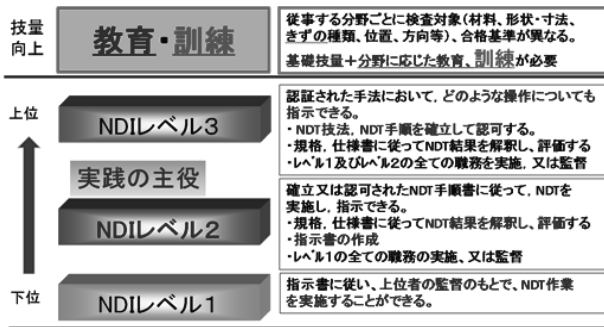 技量
向上
教育・訓練
従事する分野ごとに検査対象(材料、形状・寸法、
きずの種類、位置、方向等)、合格基準が異なる。
基礎技量+分野に応じた教育、訓練が必要
上位
NDIレベル3
認証された手法において，どのような操作についても
指示できる。
・NDT技法，NDT手順を確立して認可する。
・規格，仕様書に従ってNDT結果を解釈し、評価する
・レベル1及びレベル2の全ての職務を実施，又は監督
実践の主役
NDIレベル2
確立又は認可されたNDT手順書に従って，NDTを
実施し，指示できる。
・規格，仕様書に従ってNDT結果を解釈し、評価する
・指示書の作成
・レベル1の全ての職務の実施、又は監督
下位
NDIレベル1
指示書に従い、上位者の監督のもとで、NDT作業
を実施することができる。